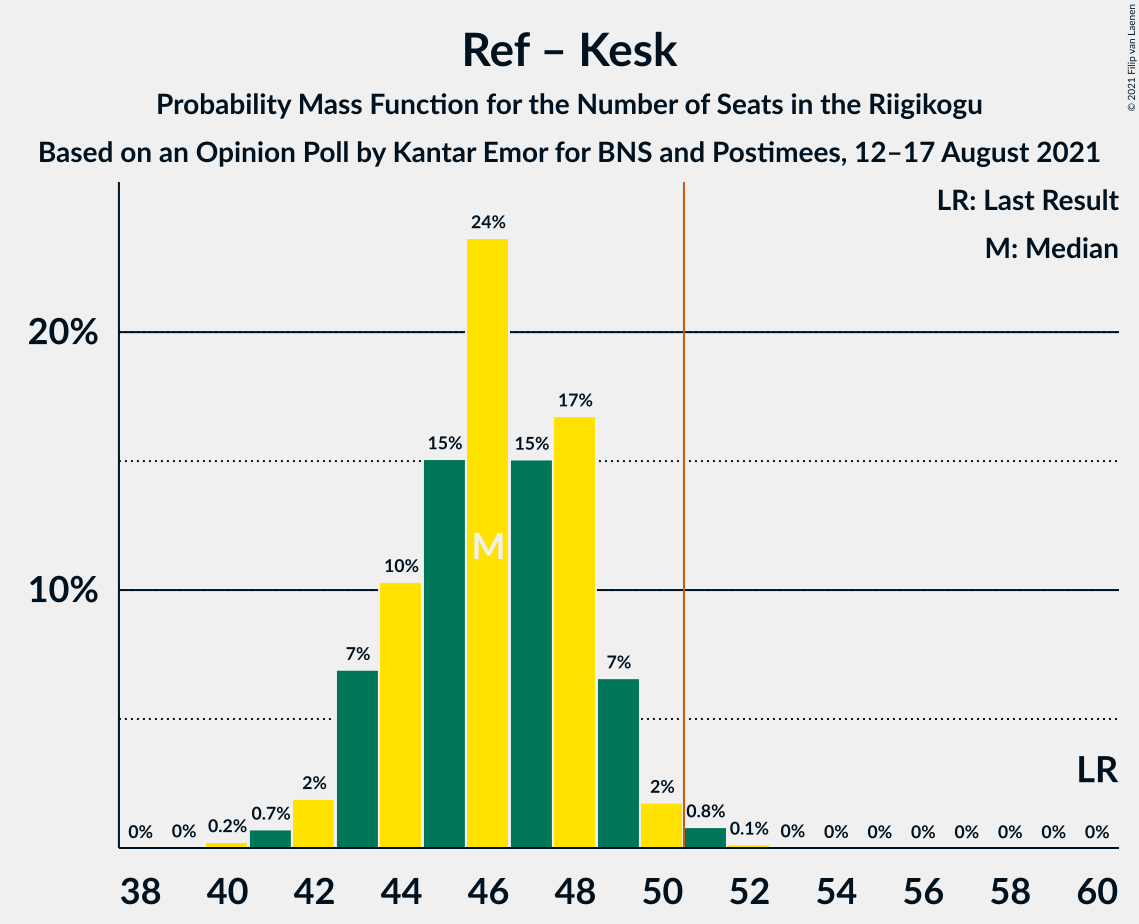 Ref – Kesk
Probability Mass Function for the Number of Seats in the Riigikogu
Based on an Opinion Poll by Kantar Emor for BNS and Postimees, 12–17 August 2021
© 2021 Filip van Laenen
LR: Last Result
M: Median
20%
10%
0% 0% 0.2% 0.7% 2% 7% 10% 15% 24% 15% 17% 7% 2% 0.8% 0.1% 0% 0% 0% 0% 0% 0% 0% 0%
M
LR
38 40 42 44 46 48 50 52 54 56 58 60